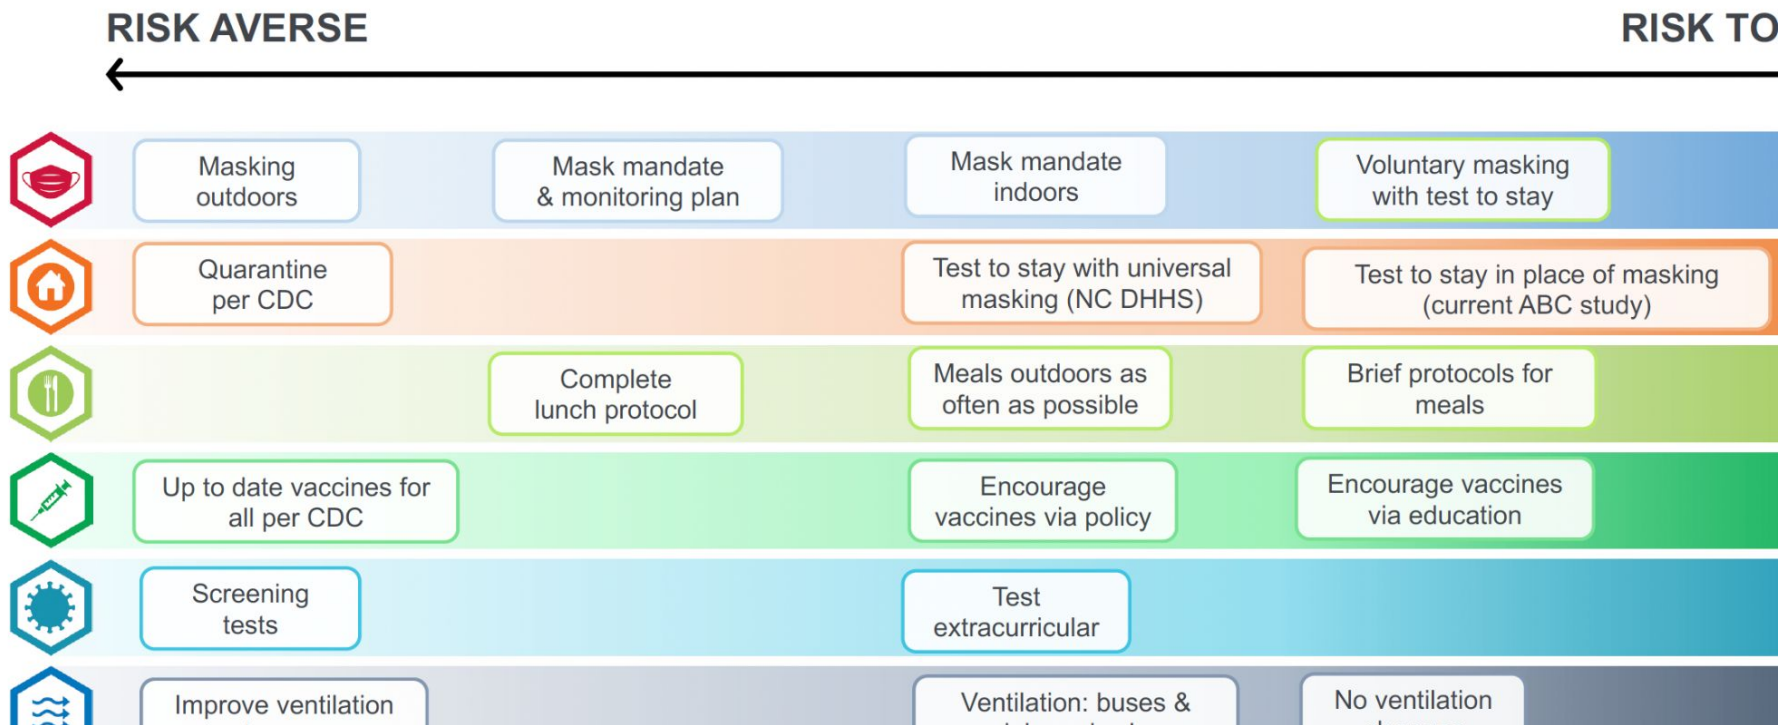 RISK AVERSE
RISK TO
Masking
outdoors
Mask mandate
& monitoring plan
Mask mandate
indoors
Voluntary masking
with test to stay
Quarantine
per CDC
Test to stay with universal
masking (NC DHHS)
Test to stay in place of masking
(current ABC study)
Complete
lunch protocol
Meals outdoors as
often as possible
Brief protocols for
meals
Up to date vaccines for
all per CDC
Encourage
vaccines via policy
Encourage vaccines
via education
Screening
tests
Test
extracurricular
Improve ventilation
Ventilation: buses &
No ventilation